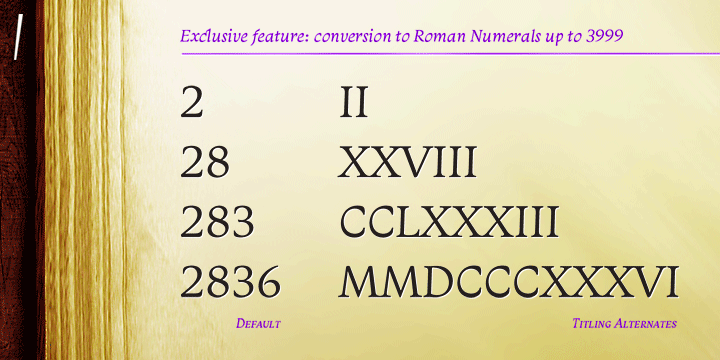 Exclusive feature: conversion to Roman Numerals up to 3999
2 II
28 XXVIII
283 CCLXXXIII
2836 MMDCCCXXXVI
Default Titling Alternates